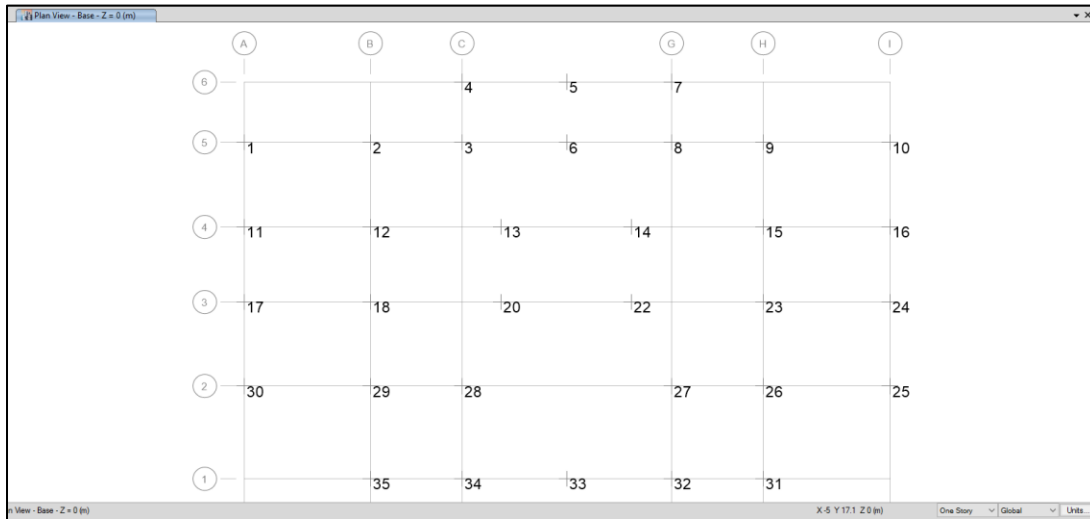 Plan View - Base - Z = 0 (m)
A B C G H I
6 4 5 7
5 1 2 3 6 8 9 10
4 11 12 13 14 15 16
3 17 18 20 22 23 24
2 30 29 28 27 26 25
1 35 34 33 32 31
n View - Base - Z = 0 (m) X -5 Y 17.1 Z 0 (m) One Story Global Units...